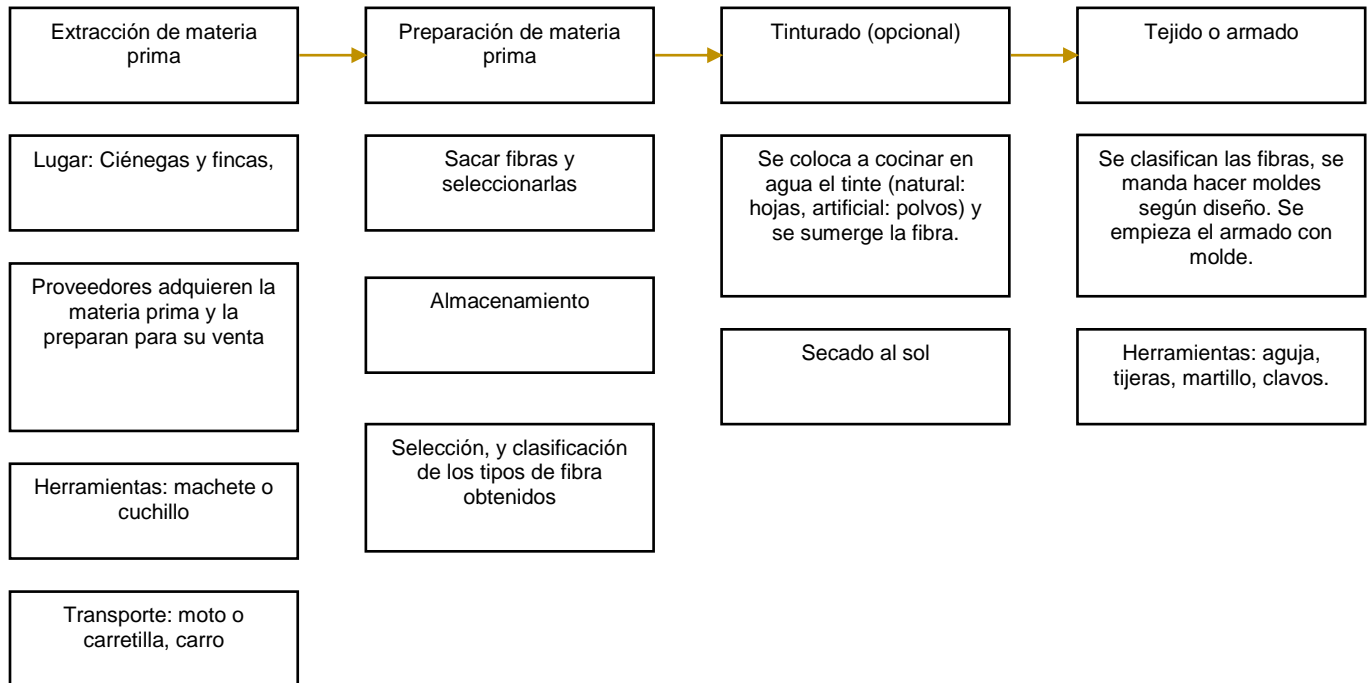 Extracción de materia
prima
Preparación de materia
prima
Tinturado (opcional)
Tejido o armado
Lugar: Ciénegas y fincas,
Proveedores adquieren la
materia prima y la
preparan para su venta
Herramientas: machete o
cuchillo
Transporte: moto o
carretilla, carro
Sacar fibras y
seleccionarlas
Almacenamiento
Selección, y clasificación
de los tipos de fibra
obtenidos
Se coloca a cocinar en
agua el tinte (natural:
hojas, artificial: polvos) y
se sumerge la fibra.
Secado al sol
Se clasifican las fibras, se
manda hacer moldes
según diseño. Se
empieza el armado con
molde.
Herramientas: aguja,
tijeras, martillo, clavos.